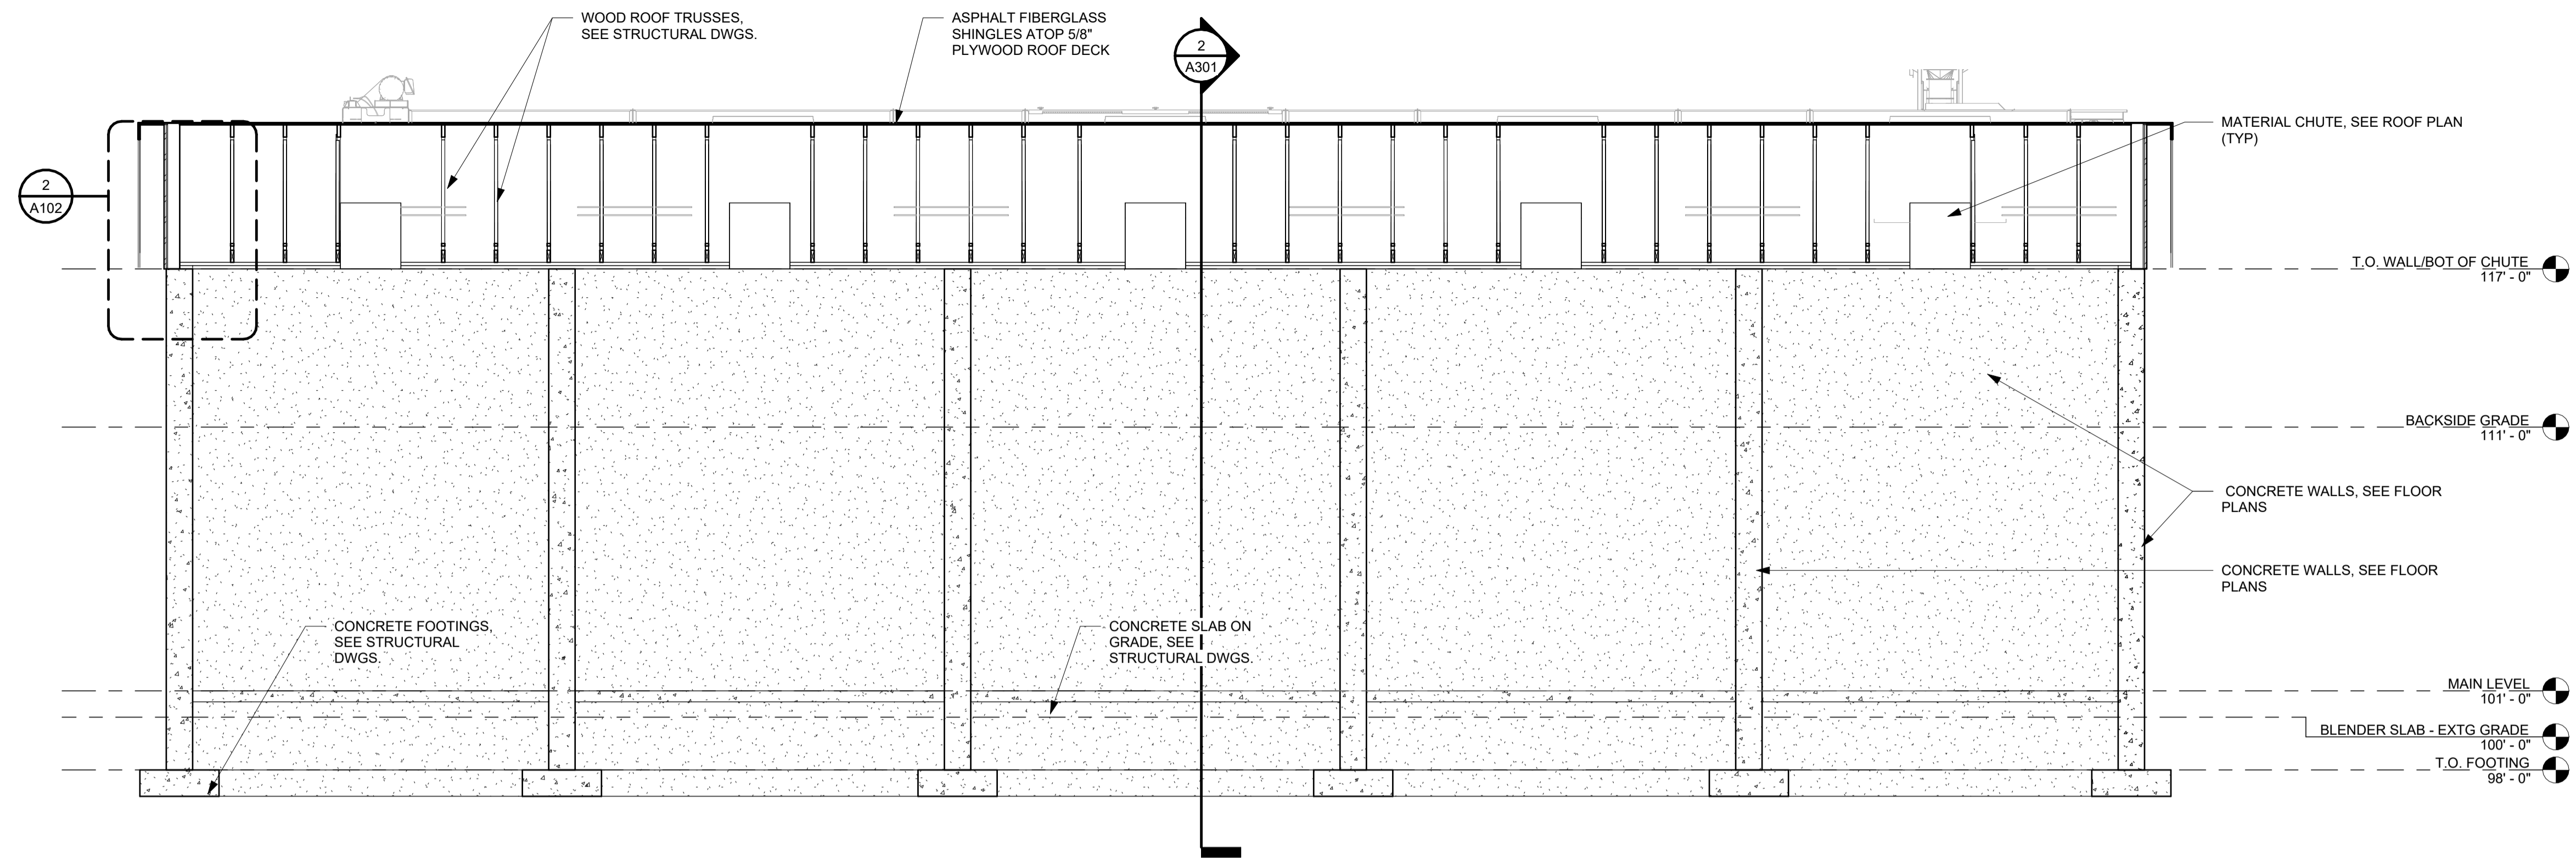 WOOD ROOF TRUSSES,
SEE STRUCTURAL DWGS.
ASPHALT FIBERGLASS
SHINGLES ATOP 5/8"
PLYWOOD ROOF DECK
2
A301
MATERIAL CHUTE, SEE ROOF PLAN
(TYP)
2
A102
T.O. WALL/BOT OF CHUTE
117' - 0"
BACKSIDE GRADE
111' - 0"
CONCRETE WALLS, SEE FLOOR
PLANS
CONCRETE WALLS, SEE FLOOR
PLANS
CONCRETE FOOTINGS,
SEE STRUCTURAL
DWGS.
CONCRETE SLAB ON
GRADE, SEE
STRUCTURAL DWGS.
MAIN LEVEL
101' - 0"
BLENDER SLAB - EXTG GRADE
100' - 0"
T.O. FOOTING
98' - 0"